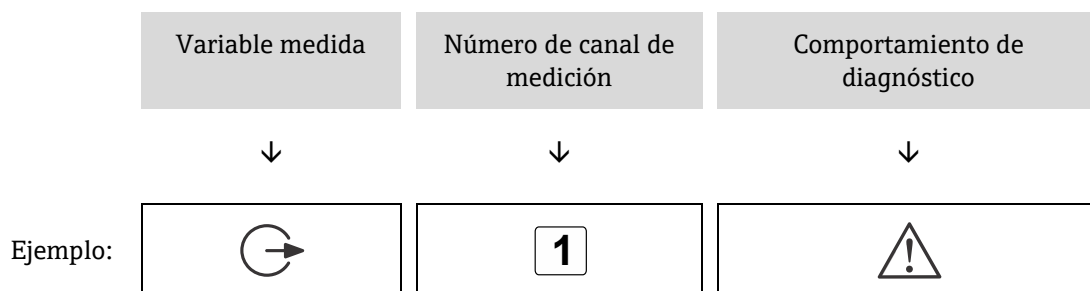 Variable medida
Número de canal de
medición
Comportamiento de
diagnóstico
Ejemplo:
1